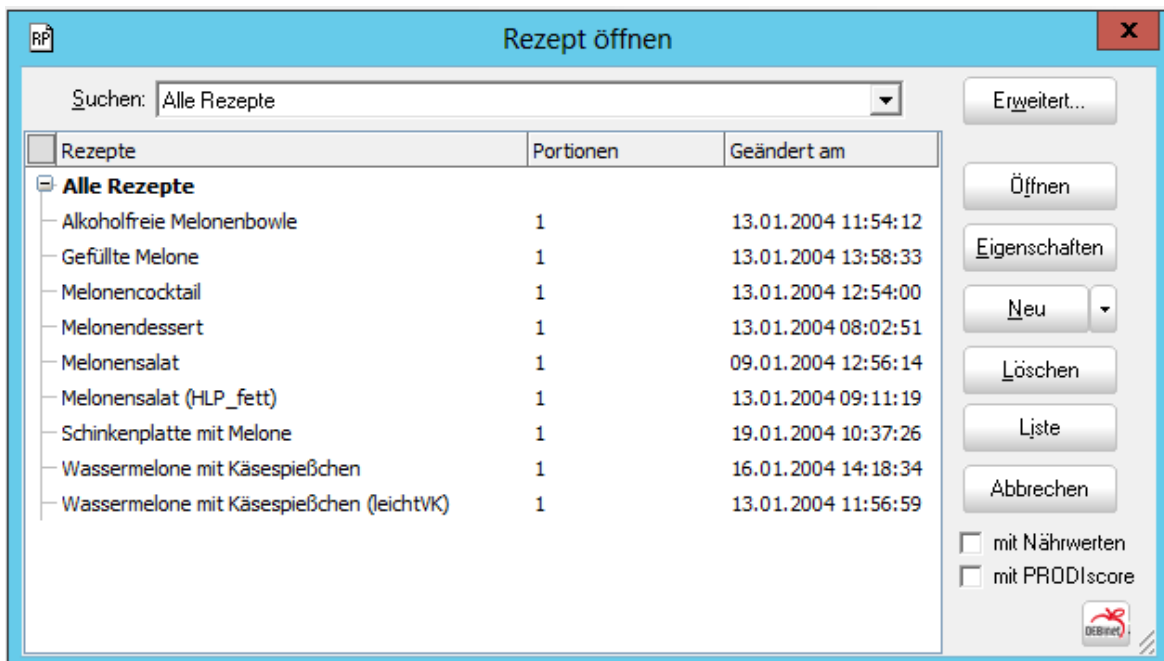 RP
Rezept öffnen
x
Suchen: Alle Rezepte
Erweitert...
Rezepte Portionen Geändert am
Alle Rezepte
Öffnen
Alkoholfreie Melonenbowle 1 13.01.2004 11:54:12
Gefüllte Melone 1 13.01.2004 13:58:33
Eigenschaften
Melonencocktail 1 13.01.2004 12:54:00
Neu
Melonendessert 1 13.01.2004 08:02:51
Melonensalat 1 09.01.2004 12:56:14
Löschen
Melonensalat (HLP_fett) 1 13.01.2004 09:11:19
Schinkenplatte mit Melone 1 19.01.2004 10:37:26
Liste
Wassermelone mit Käsespießchen 1 16.01.2004 14:18:34
Abbrechen
Wassermelone mit Käsespießchen (leichtVK) 1 13.01.2004 11:56:59
mit Nährwerten
mit PRODIscore
DEBInet